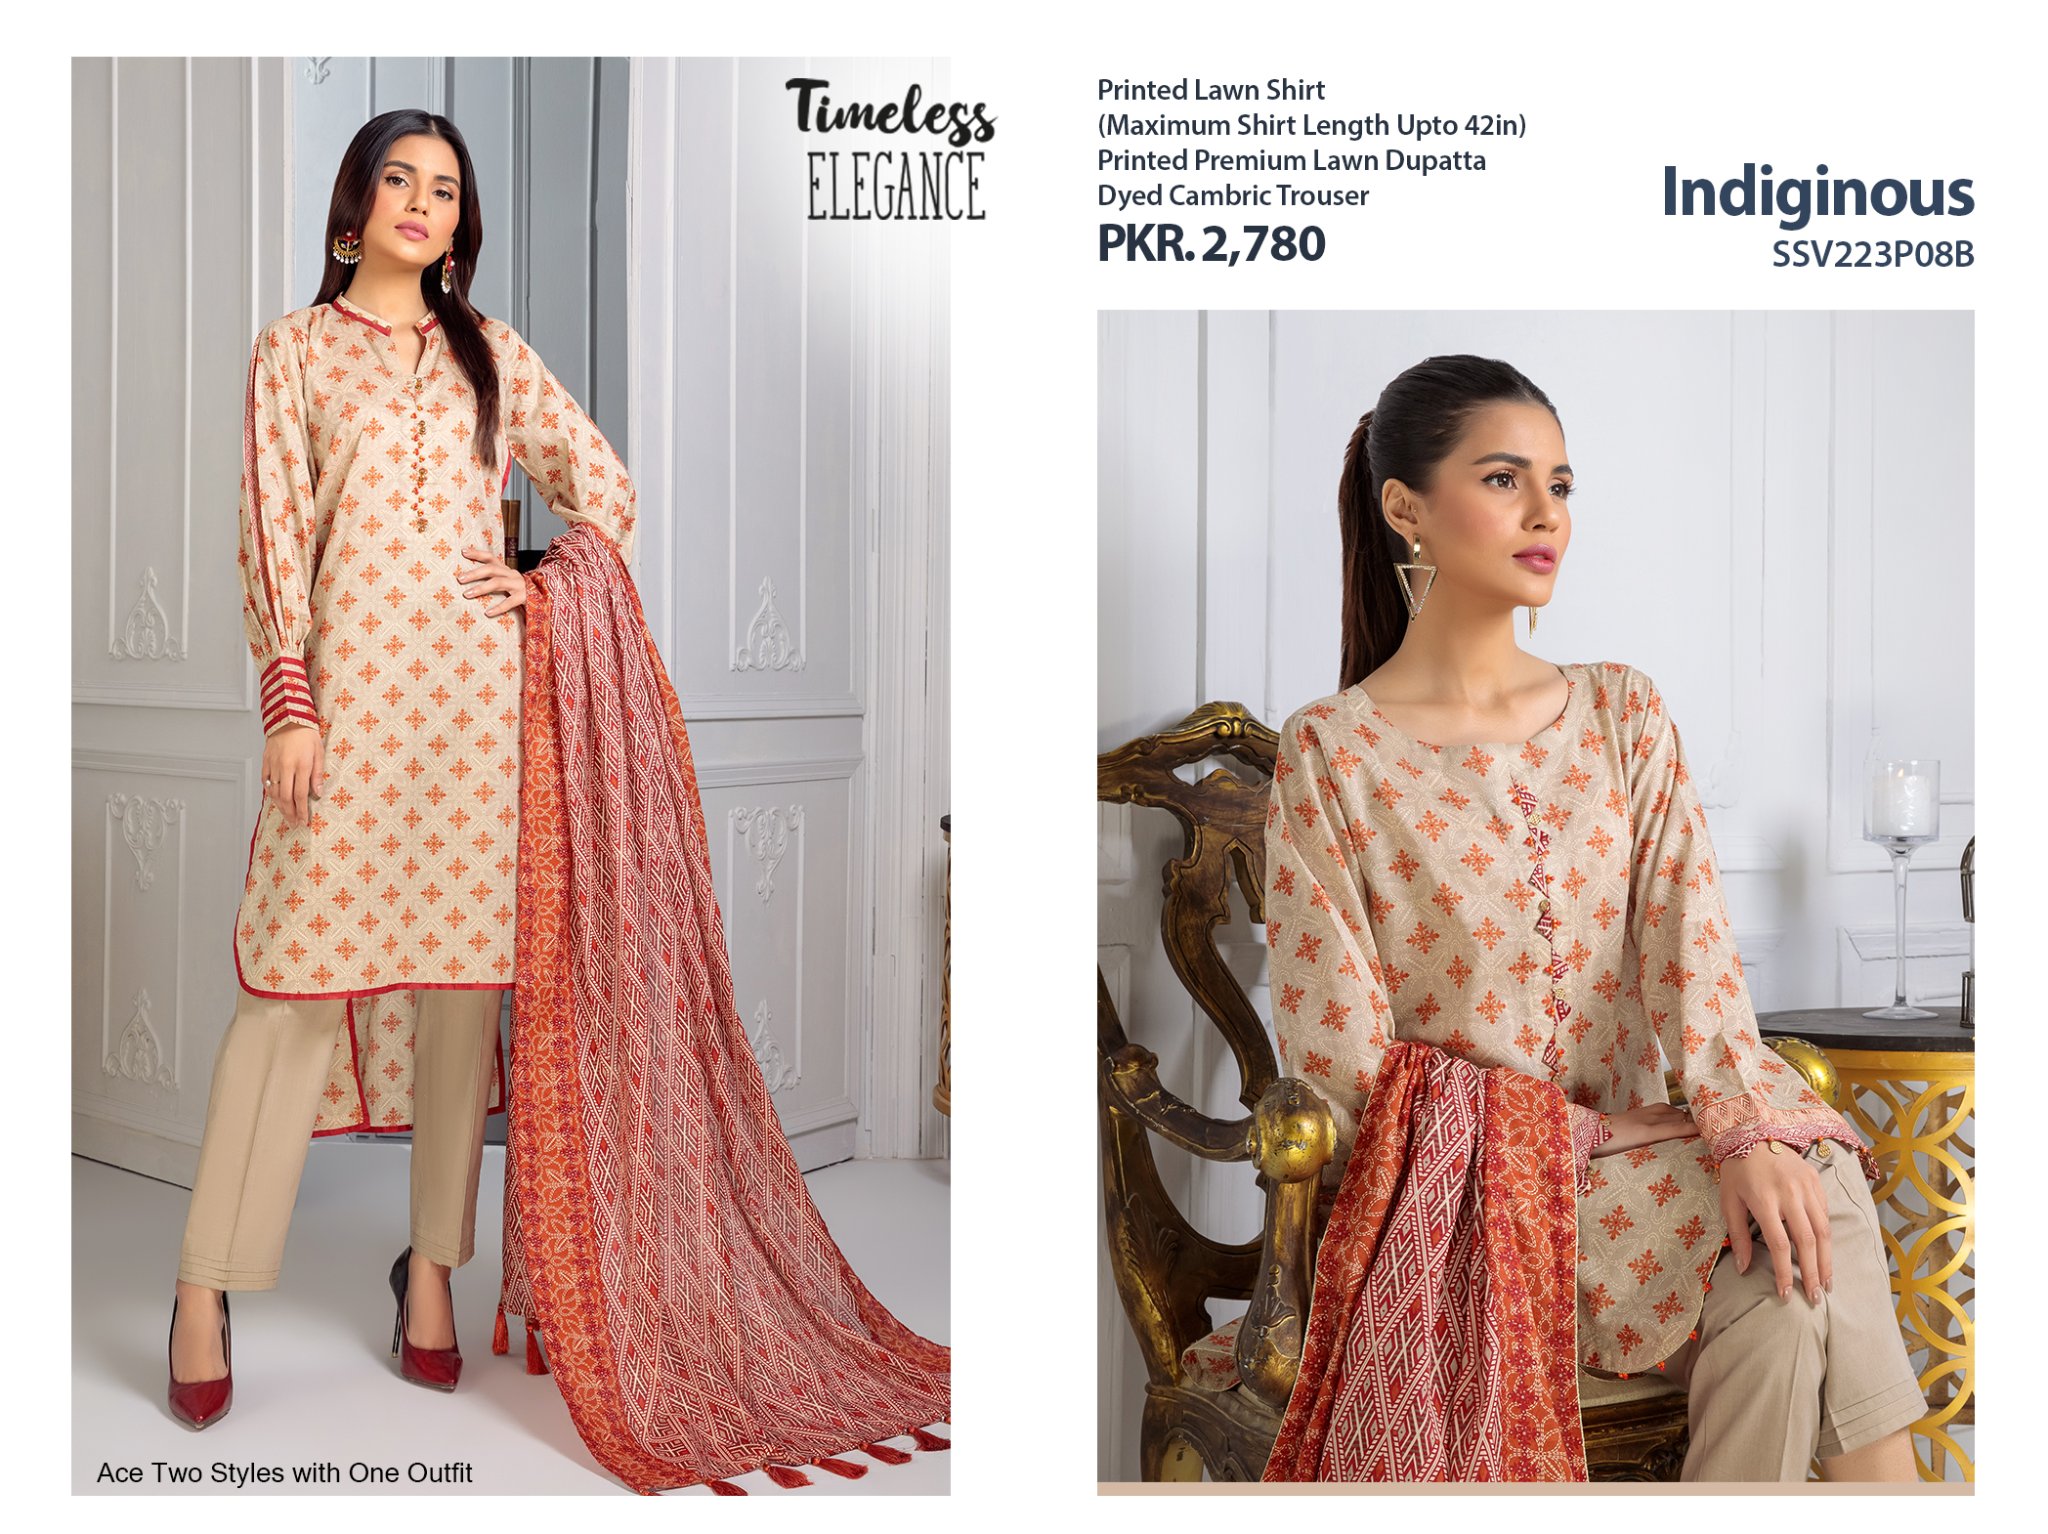 Timeless
ELEGANCE
Ace Two Styles with One Outfit
Printed Lawn Shirt
(Maximum Shirt Length Upto 42in)
Printed Premium Lawn Dupatta
Dyed Cambric Trouser
PKR. 2,780
Indiginous
SSV223P08B